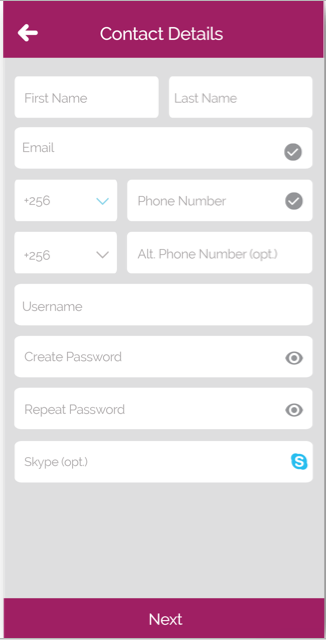 Contact Details
First Name Last Name
Email
+256 Phone Number
+256 Alt. Phone Number (opt.)
Username
Create Password
Repeat Password
Skype (opt.)
Next